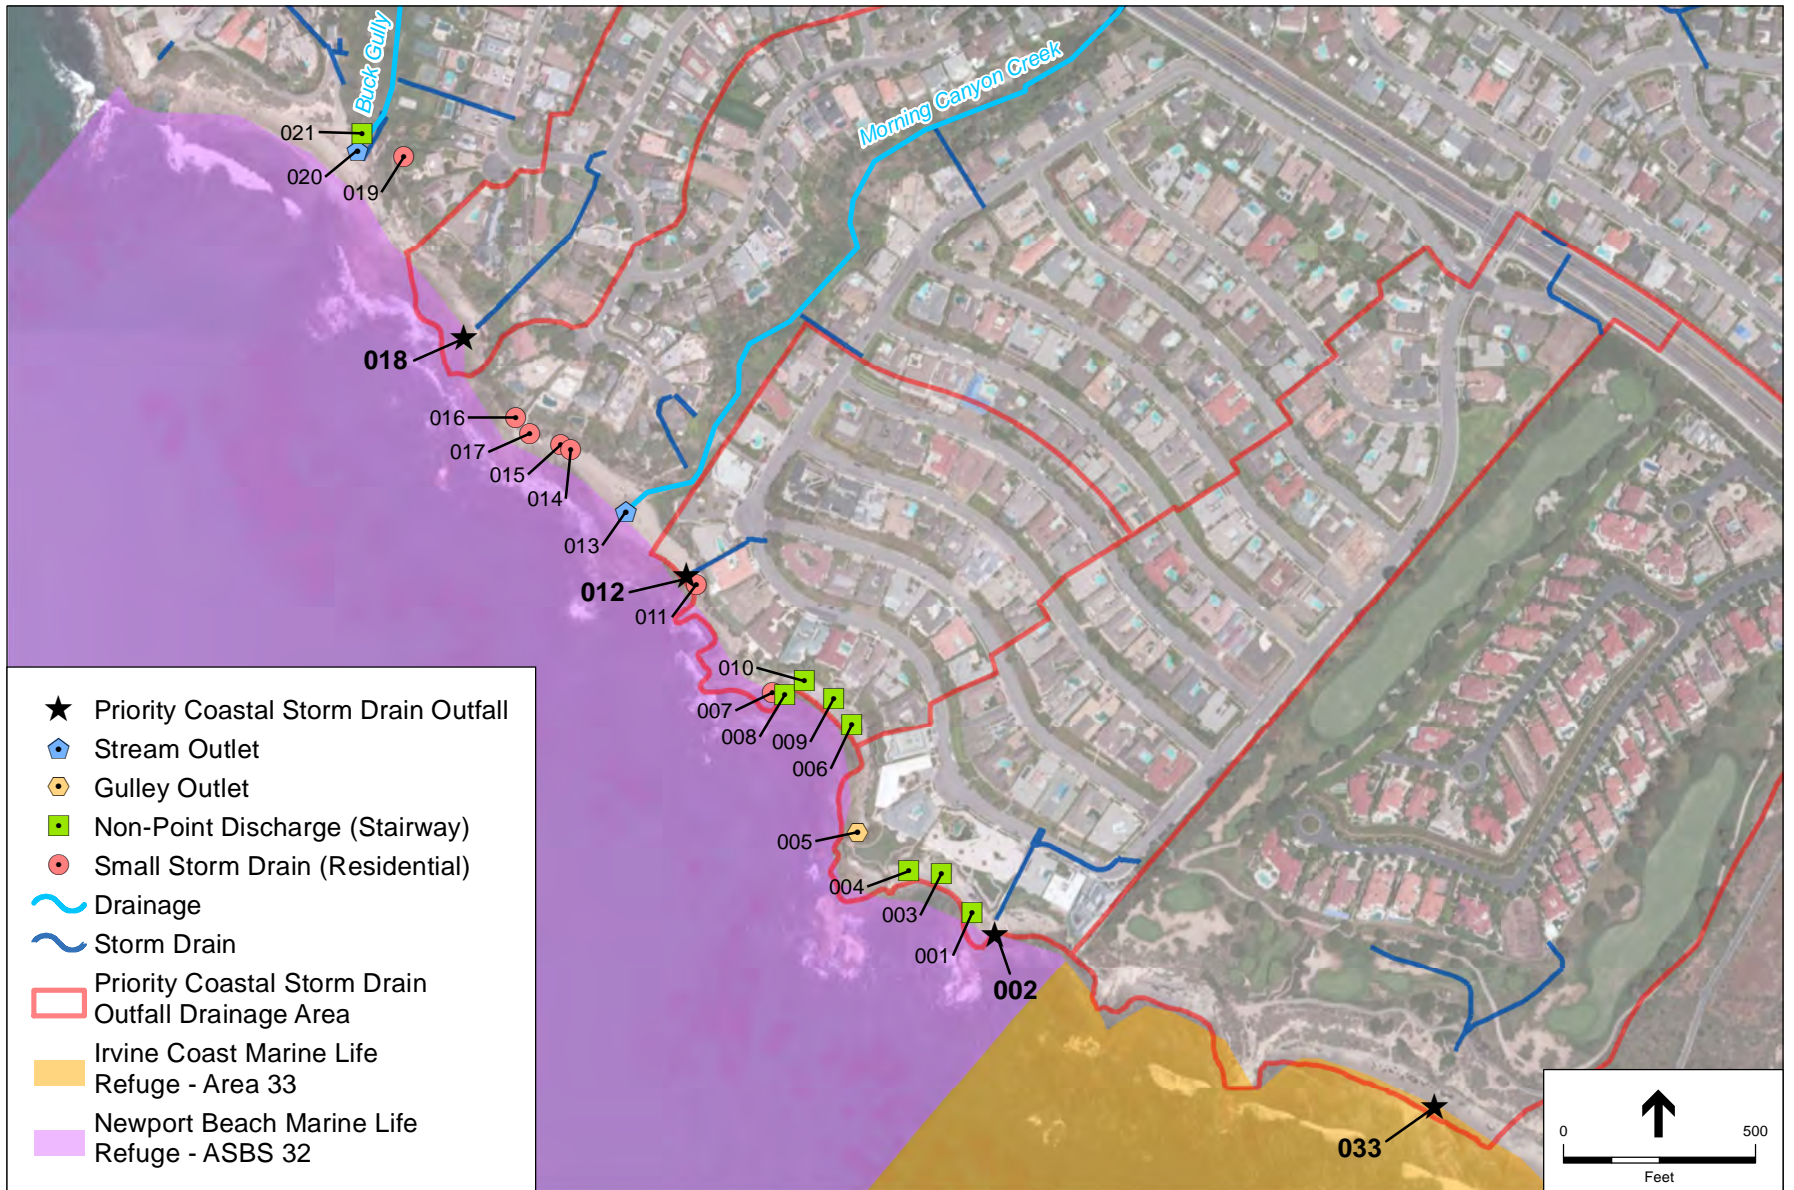 Buck Gully
Morning Canyon Creek
021
020
019
018
016
017
015
014
013
012
011
010
007
008
009
006
005
004
003
001
002
033
Priority Coastal Storm Drain Outfall
Stream Outlet
Gulley Outlet
Non-Point Discharge (Stairway)
Small Storm Drain (Residential)
Drainage
Storm Drain
Priority Coastal Storm Drain
Outfall Drainage Area
Irvine Coast Marine Life
Refuge - Area 33
Newport Beach Marine Life
Refuge - ASBS 32
0 500
Feet